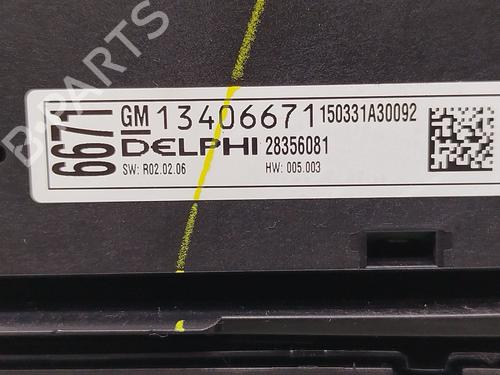 6671
GM 13406671 150331A30092
DELPHI 28356081
SW: R02.02.06 HW: 005.003
B-PARTS